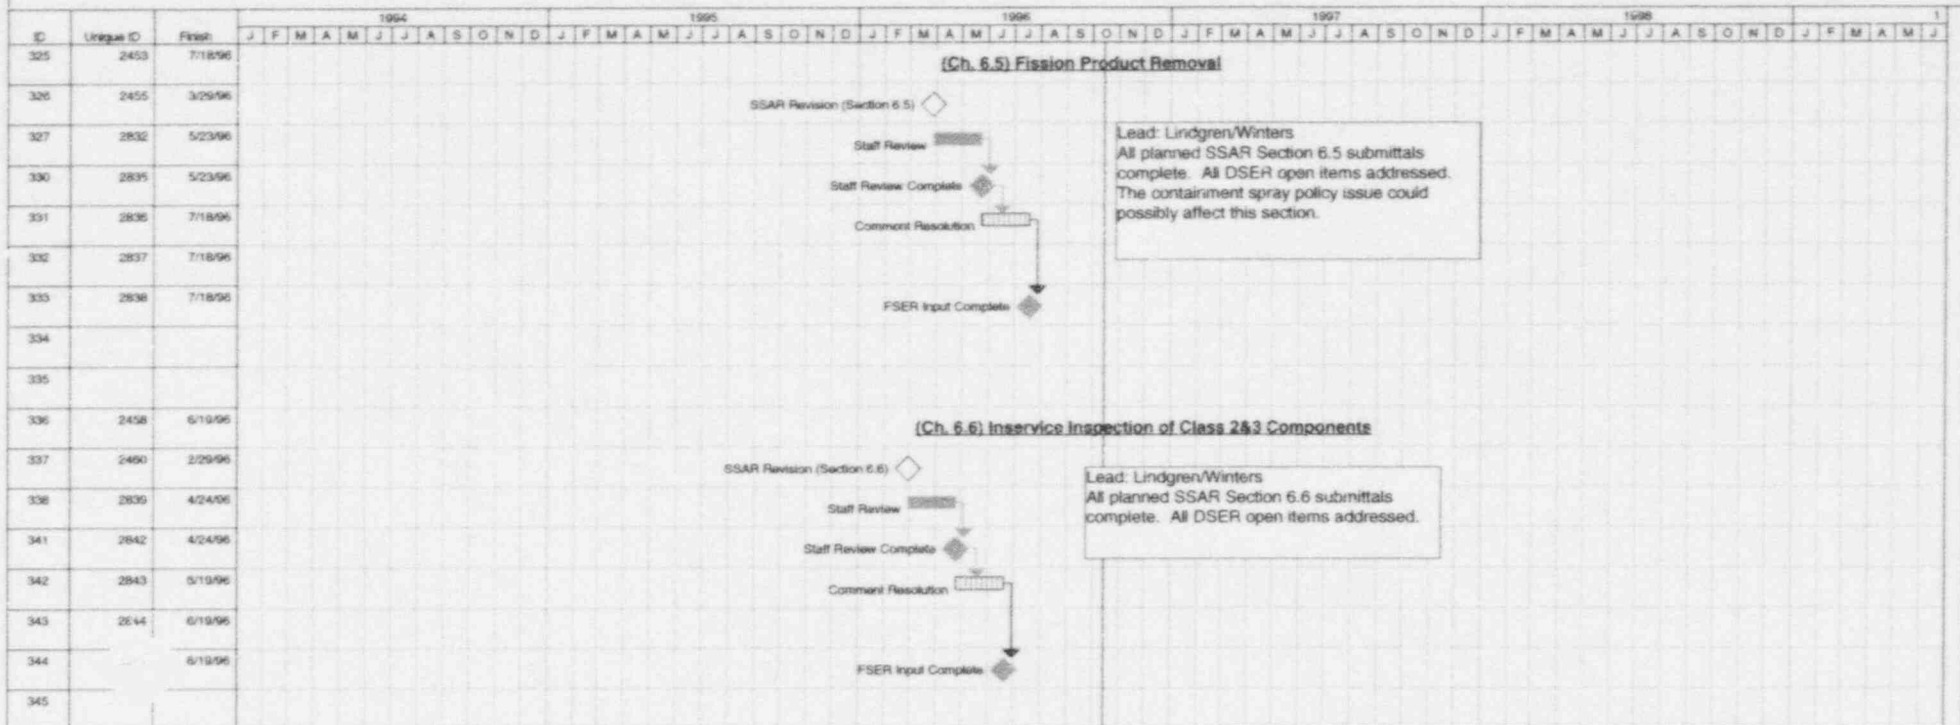 1994 1995 1996 1997 1998 1
ID Unique ID Finish J F M A M J J A S O N D J F M A M J J A S O N D J F M A M J J A S O N D J F M A M J J A S O N D J F M A M J J A S O N D J F M A M J
325 2453 7/18/96 (Ch. 6.5) Fission Product Removal
326 2455 3/29/96 SSAR Revision (Section 6.5)
327 2832 5/23/96 Staff Review
330 2835 5/23/96 Staff Review Complete
331 2836 7/18/96 Comment Resolution
332 2837 7/18/96
333 2838 7/18/96 FSER Input Complete
334
335
Lead: Lindgren/Winters
All planned SSAR Section 6.5 submittals
complete. All DSER open items addressed.
The containment spray policy issue could
possibly affect this section.
336 2458 6/19/96 (Ch. 6.6) Inservice Inspection of Class 2&3 Components
337 2460 2/29/96 SSAR Revision (Section 6.6)
338 2839 4/24/96 Staff Review
341 2842 4/24/96 Staff Review Complete
342 2843 Comment Resolution
343 6/19/96
344 6/19/96 FSER Input Complete
345
Lead: Lindgren/Winters
All planned SSAR Section 6.6 submittals
complete. All DSER open items addressed.